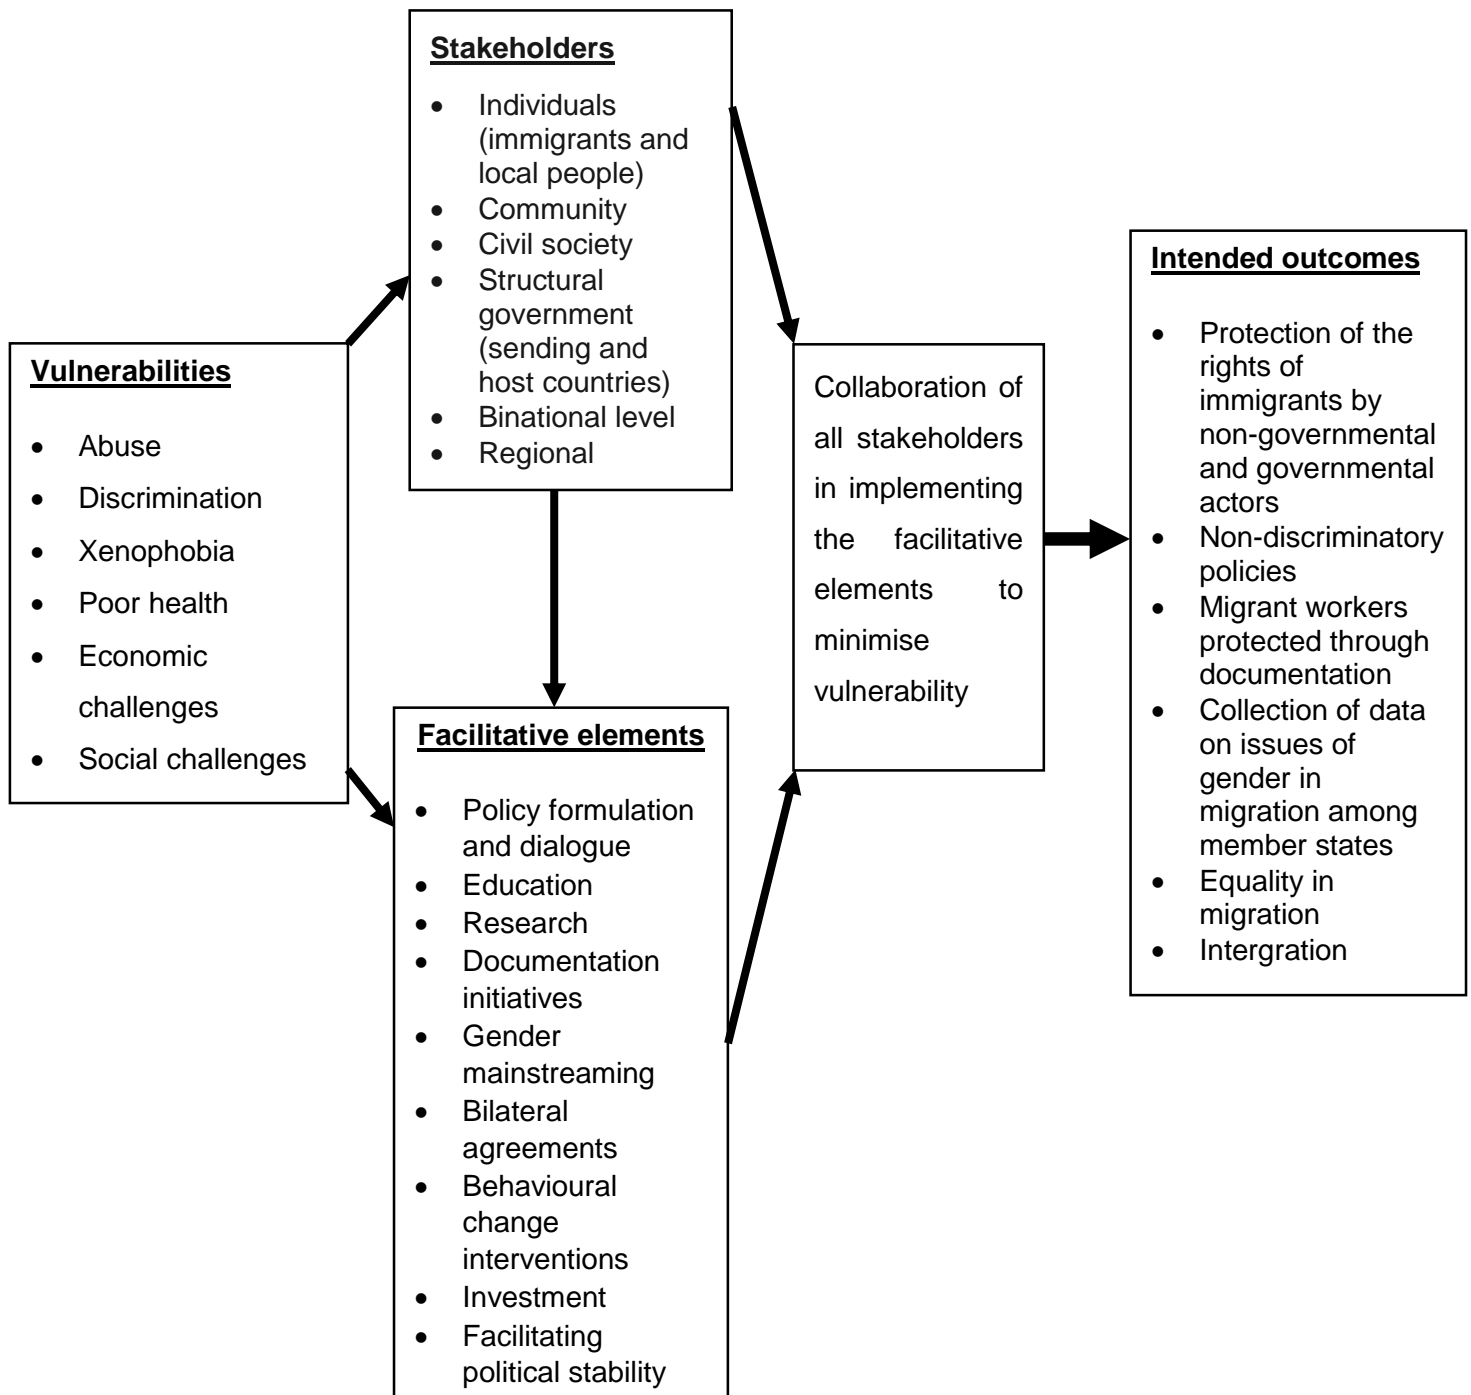 Stakeholders
• Individuals
(immigrants and
local people)
• Community
• Civil society
• Structural
government
(sending and
host countries)
• Binational level
• Regional
Vulnerabilities
• Abuse
• Discrimination
• Xenophobia
• Poor health
• Economic
challenges
• Social challenges
Facilitative elements
• Policy formulation
and dialogue
• Education
• Research
• Documentation
initiatives
• Gender
mainstreaming
• Bilateral
agreements
• Behavioural
change
interventions
• Investment
• Facilitating
political stability
Collaboration of
all stakeholders
in implementing
the facilitative
elements to
minimise
vulnerability
Intended outcomes
• Protection of the
rights of
immigrants by
non-governmental
and governmental
actors
• Non-discriminatory
policies
• Migrant workers
protected through
documentation
• Collection of data
on issues of
gender in
migration among
member states
• Equality in
migration
• Intergration